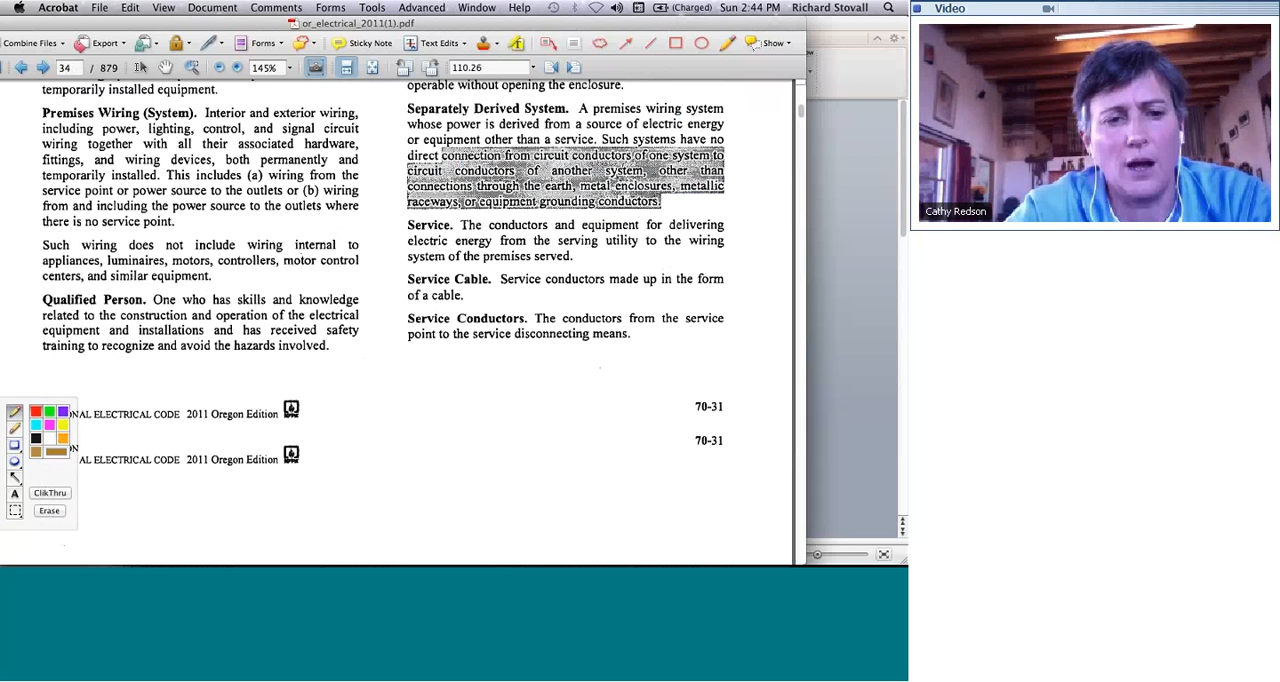 Acrobat File Edit View Document Comments Forms Tools Advanced Window Help (Charged) Sun 2:44 PM Richard Stovall
or_electrical_2011(1).pdf
Combine Files Export Forms Sticky Note Text Edits Show
34 / 879 145% 110.26
temporarily installed equipment.
Premises Wiring (System). Interior and exterior wiring,
including power, lighting, control, and signal circuit
wiring together with all their associated hardware,
fittings, and wiring devices, both permanently and
temporarily installed. This includes (a) wiring from the
service point or power source to the outlets or (b) wiring
from and including the power source to the outlets where
there is no service point.
Such wiring does not include wiring internal to
appliances, luminaires, motors, controllers, motor control
centers, and similar equipment.
Qualified Person. One who has skills and knowledge
related to the construction and operation of the electrical
equipment and installations and has received safety
training to recognize and avoid the hazards involved.
operable without opening the enclosure.
Separately Derived System. A premises wiring system
whose power is derived from a source of electric energy
or equipment other than a service. Such systems have no
direct connection from circuit conductors of one system to
circuit conductors of another system, other than
connections through the earth, metal enclosures, metallic
raceways, or equipment grounding conductors.
Service. The conductors and equipment for delivering
electric energy from the serving utility to the wiring
system of the premises served.
Service Cable. Service conductors made up in the form
of a cable.
Service Conductors. The conductors from the service
point to the service disconnecting means.
ONAL ELECTRICAL CODE 2011 Oregon Edition
70-31
ON
70-31
AL ELECTRICAL CODE 2011 Oregon Edition
A
ClikThru
Erase
Video
Cathy Redson